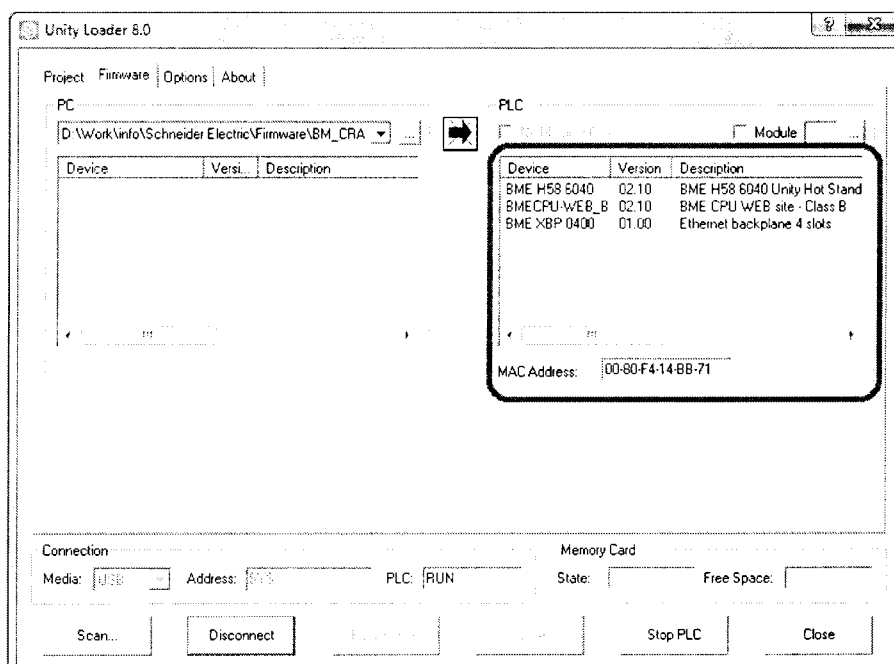 Unity Loader 8.0
Project Firmware Options About
PC
D:\Work\info\Schneider Electric\Firmware\BM_CRA ...
Device Versi... Description
PLC
Module ...
Device Version Description
BME H58 6040 02.10 BME H58 6040 Unity Hot Stand
BMECPU-WEB_B 02.10 BME CPU WEB site - Class B
BME XBP 0400 01.00 Ethernet backplane 4 slots
MAC Address: 00-80-F4-14-BB-71
Connection
Media: USB Address: SYS PLC: RUN
Memory Card
State: Free Space:
Scan... Disconnect Stop PLC Close